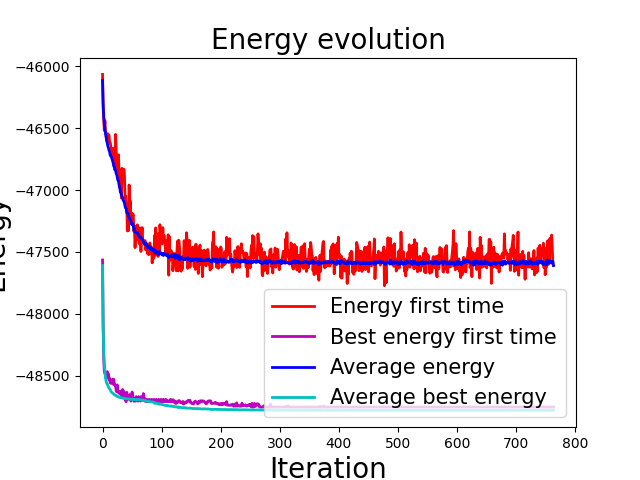 Energy evolution
−46000
−46500
−47000
−47500
−48000
−48500
Energy first time
Best energy first time
Average energy
Average best energy
0 100 200 300 400 500 600 700 800
Iteration